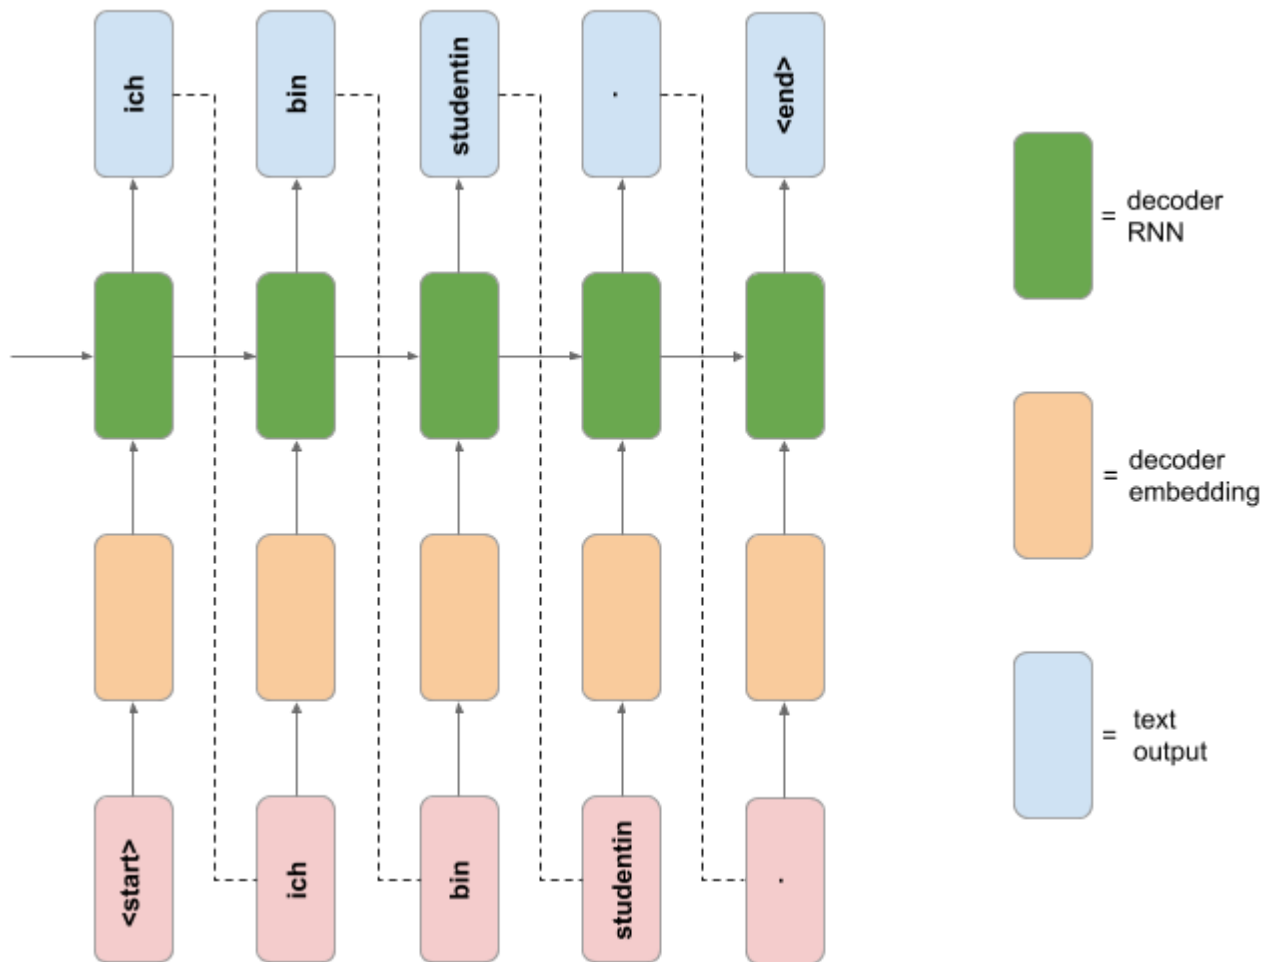 ich
bin
studentin
.
<end>
= decoder
RNN
= decoder
embedding
= text
output
<start>
ich
bin
studentin
.